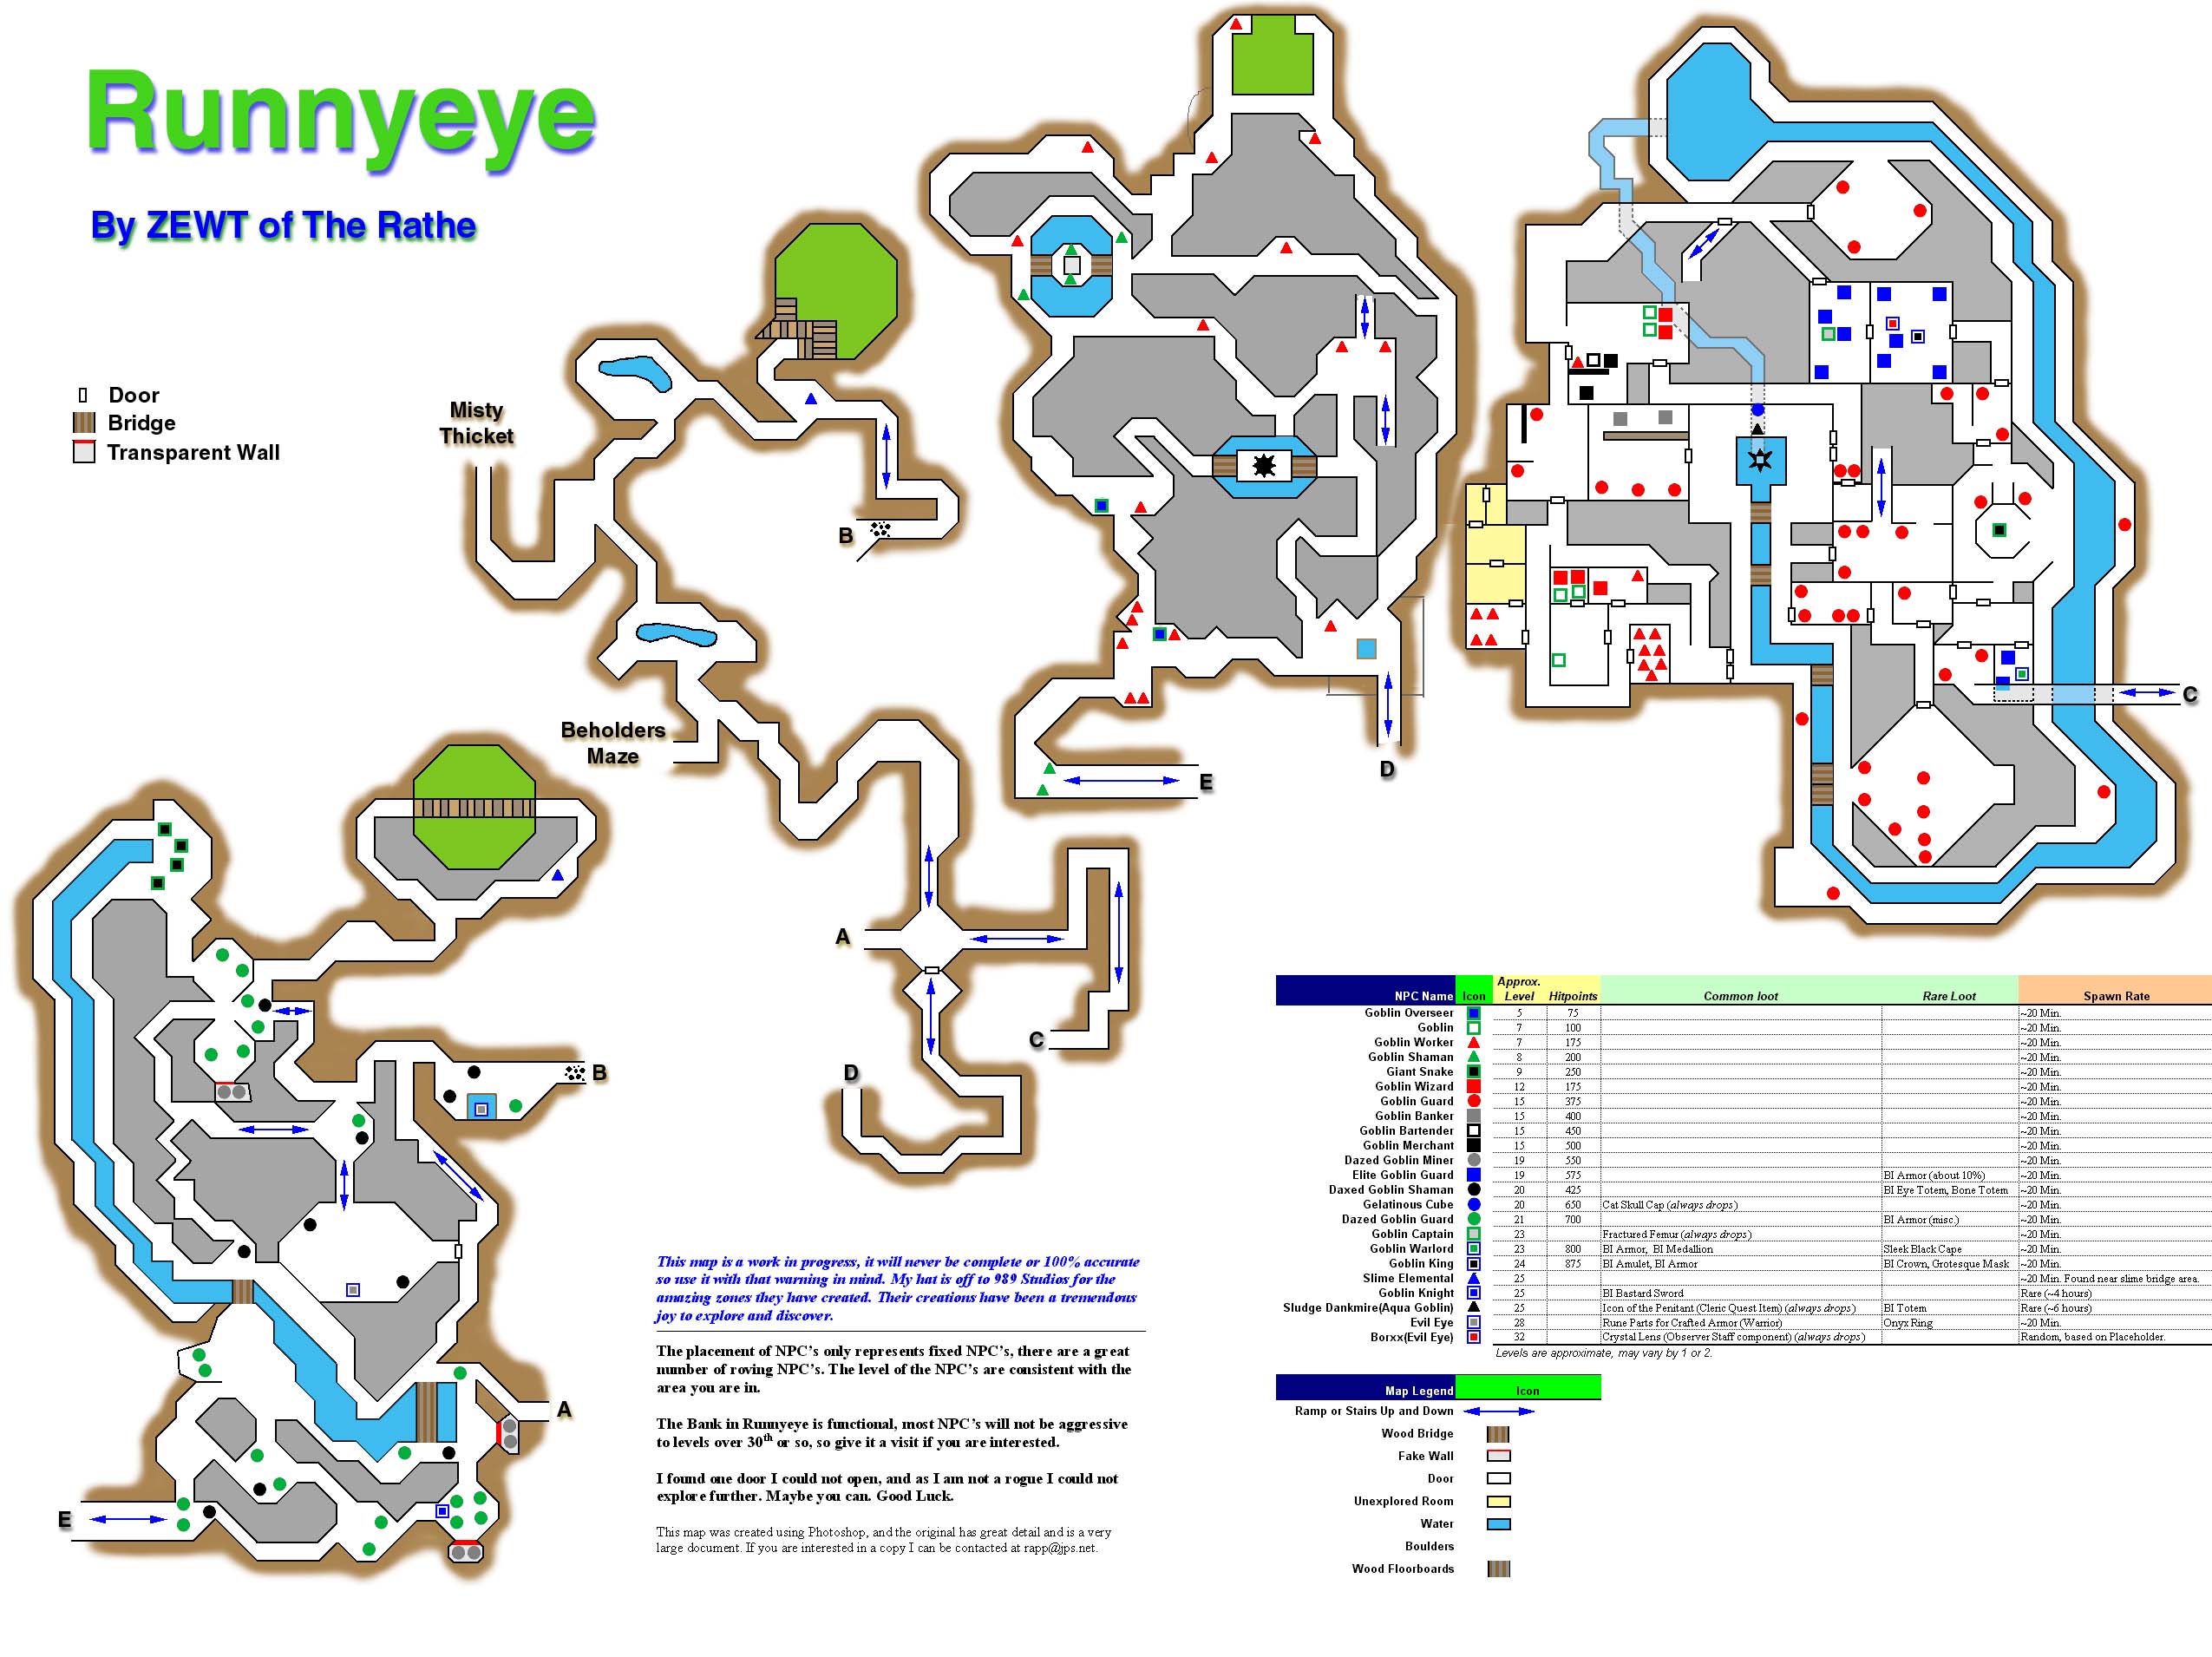 Runnyeye
By ZEWT of The Rathe
Door
Bridge
Transparent Wall
Misty
Thicket
B
Beholders
Maze
A
C
D
E
D
C
B
A
E
This map is a work in progress, it will never be complete or 100% accurate
so use it with that warning in mind. My hat is off to 989 Studios for the
amazing zones they have created. Their creations have been a tremendous
joy to explore and discover.
The placement of NPC's only represents fixed NPC's, there are a great
number of roving NPC's. The level of the NPC's are consistent with the
area you are in.
The Bank in Runnyeye is functional, most NPC's will not be aggressive
to levels over 30th or so, so give it a visit if you are interested.
I found one door I could not open, and as I am not a rogue I could not
explore further. Maybe you can. Good Luck.
This map was created using Photoshop, and the original has great detail and is a very
large document. If you are interested in a copy I can be contacted at rapp@jps.net.
Approx.
NPC Name Icon Level Hitpoints Common loot Rare Loot Spawn Rate
Goblin Overseer 5 75 ~20 Min.
Goblin 7 100 ~20 Min.
Goblin Worker 7 175 ~20 Min.
Goblin Shaman 8 200 ~20 Min.
Giant Snake 9 250 ~20 Min.
Goblin Wizard 12 175 ~20 Min.
Goblin Guard 15 375 ~20 Min.
Goblin Banker 15 400 ~20 Min.
Goblin Bartender 15 450 ~20 Min.
Goblin Merchant 15 500 ~20 Min.
Dazed Goblin Miner 19 550 ~20 Min.
Elite Goblin Guard 19 575 BI Armor (about 10%) ~20 Min.
Daxed Goblin Shaman 20 425 BI Eye Totem, Bone Totem ~20 Min.
Gelatinous Cube 20 650 Cat Skull Cap (always drops) ~20 Min.
Dazed Goblin Guard 21 700 BI Armor (misc.) ~20 Min.
Goblin Captain 23 Fractured Femur (always drops) ~20 Min.
Goblin Warlord 23 800 BI Armor, BI Medallion Sleek Black Cape ~20 Min.
Goblin King 24 875 BI Amulet, BI Armor BI Crown, Grotesque Mask ~20 Min.
Slime Elemental 25 ~20 Min. Found near slime bridge area.
Goblin Knight 25 BI Bastard Sword Rare (~4 hours)
Sludge Dankmire(Aqua Goblin) 25 Icon of the Penitant (Cleric Quest Item) (always drops) BI Totem Rare (~6 hours)
Evil Eye 28 Rune Parts for Crafted Armor (Warrior) Onyx Ring ~20 Min.
Borxx(Evil Eye) 32 Crystal Lens (Observer Staff component) (always drops) Random, based on Placeholder.
Levels are approximate, may vary by 1 or 2.
Map Legend Icon
Ramp or Stairs Up and Down
Wood Bridge
Fake Wall
Door
Unexplored Room
Water
Boulders
Wood Floorboards